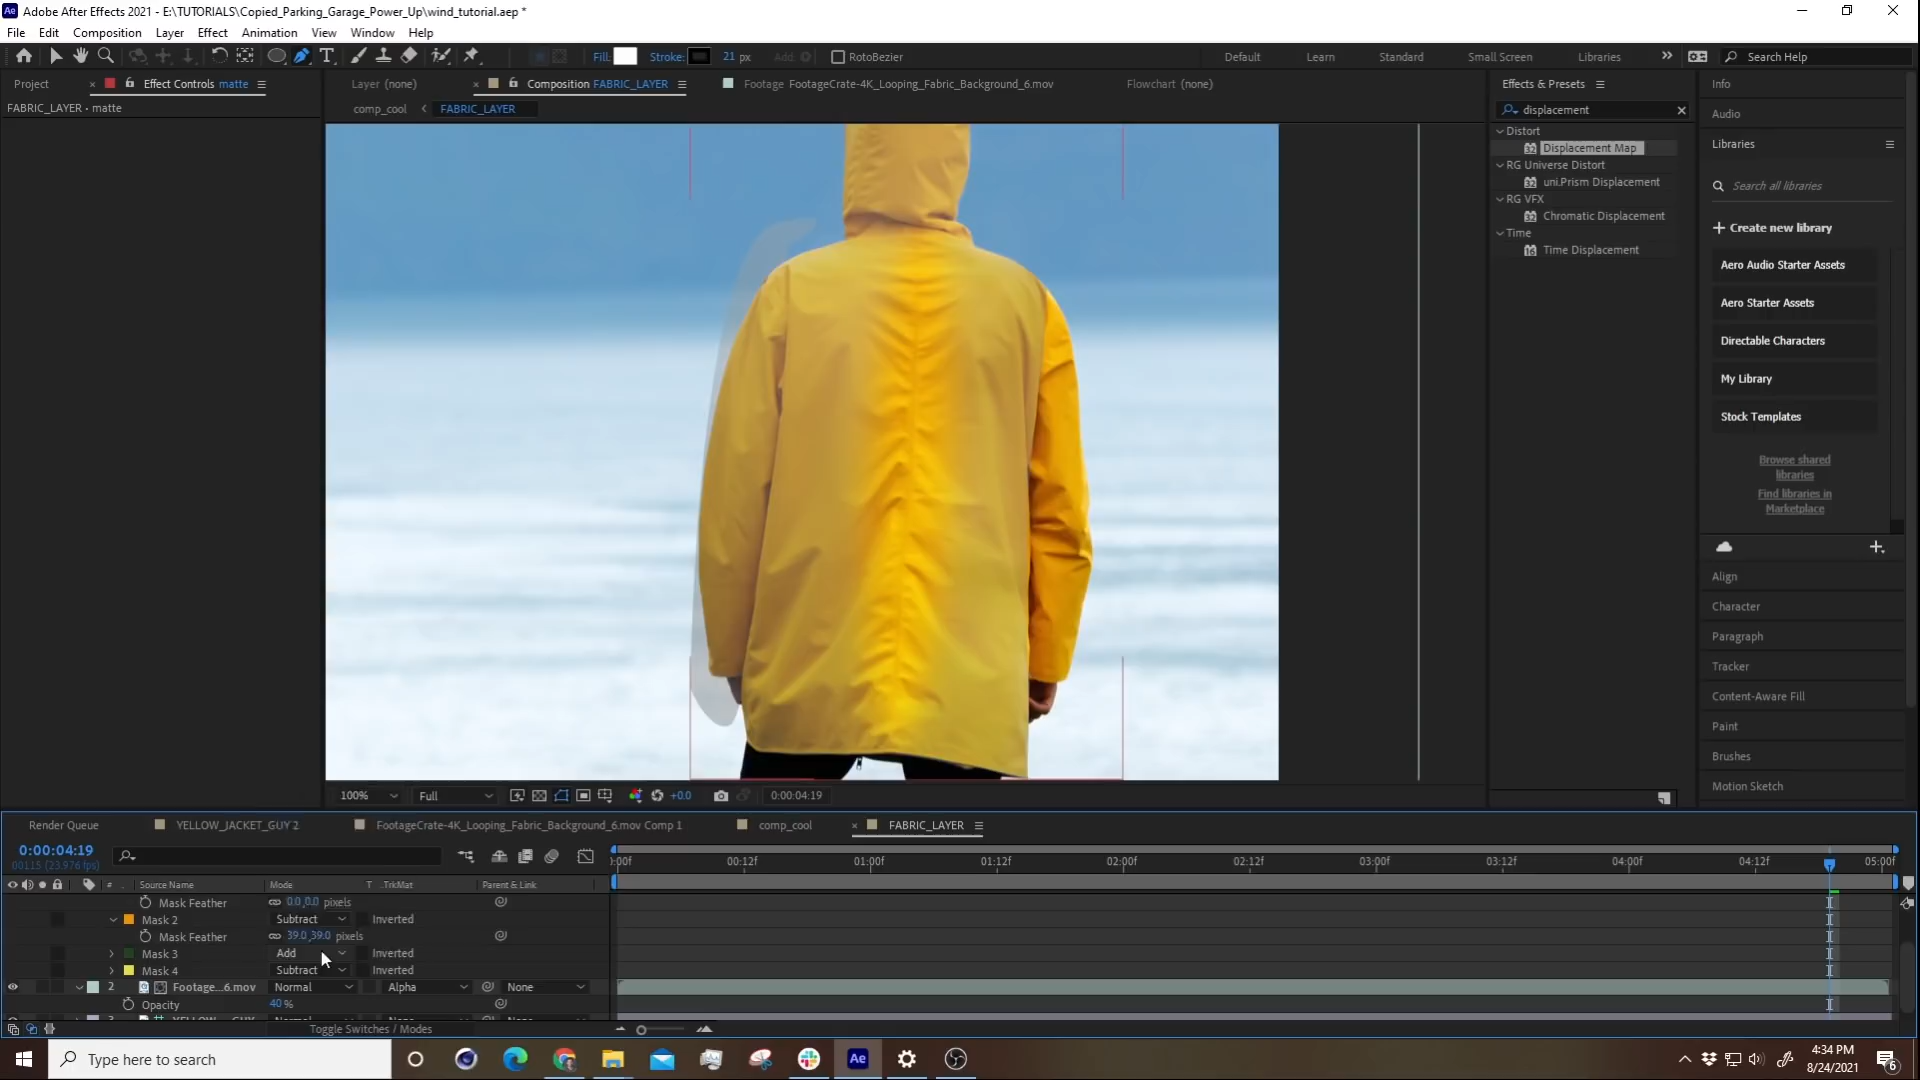 Adobe After Effects 2021 - E:\TUTORIALS\Copied_Parking_Garage_Power_Up\wind_tutorial.aep *
File Edit Composition Layer Effect Animation View Window Help
Fill: Stroke: 21 px Add: RotoBezier Default Learn Standard Small Screen Libraries Search Help
Project Effect Controls matte Layer (none) Composition FABRIC_LAYER Footage FootageCrate-4K_Looping_Fabric_Background_6.mov Flowchart (none) Effects & Presets Info
FABRIC_LAYER • matte comp_cool FABRIC_LAYER displacement Audio
Distort
Displacement Map
RG Universe Distort
uni.Prism Displacement
RG VFX
Chromatic Displacement
Time
Time Displacement
Libraries
Search all libraries
Create new library
Aero Audio Starter Assets
Aero Starter Assets
Directable Characters
My Library
Stock Templates
Browse shared
libraries
Find libraries in
Marketplace
Align
Character
Paragraph
Tracker
Content-Aware Fill
Paint
Brushes
Motion Sketch
100% Full +0.0 0:00:04:19
Render Queue YELLOW_JACKET_GUY 2 FootageCrate-4K_Looping_Fabric_Background_6.mov Comp 1 comp_cool FABRIC_LAYER
0:00:04:19
00115 (23.976 fps)
:00f 00:12f 01:00f 01:12f 02:00f 02:12f 03:00f 03:12f 04:00f 04:12f 05:00f
# Source Name Mode T .TrkMat Parent & Link
Mask Feather 0.0,0.0 pixels
Mask 2 Subtract Inverted
Mask Feather 39.0,39.0 pixels
Mask 3 Add Inverted
Mask 4 Subtract Inverted
2 Footage...6.mov Normal Alpha None
Opacity 40 %
Toggle Switches / Modes
Type here to search
Ae
4:34 PM
8/24/2021
6